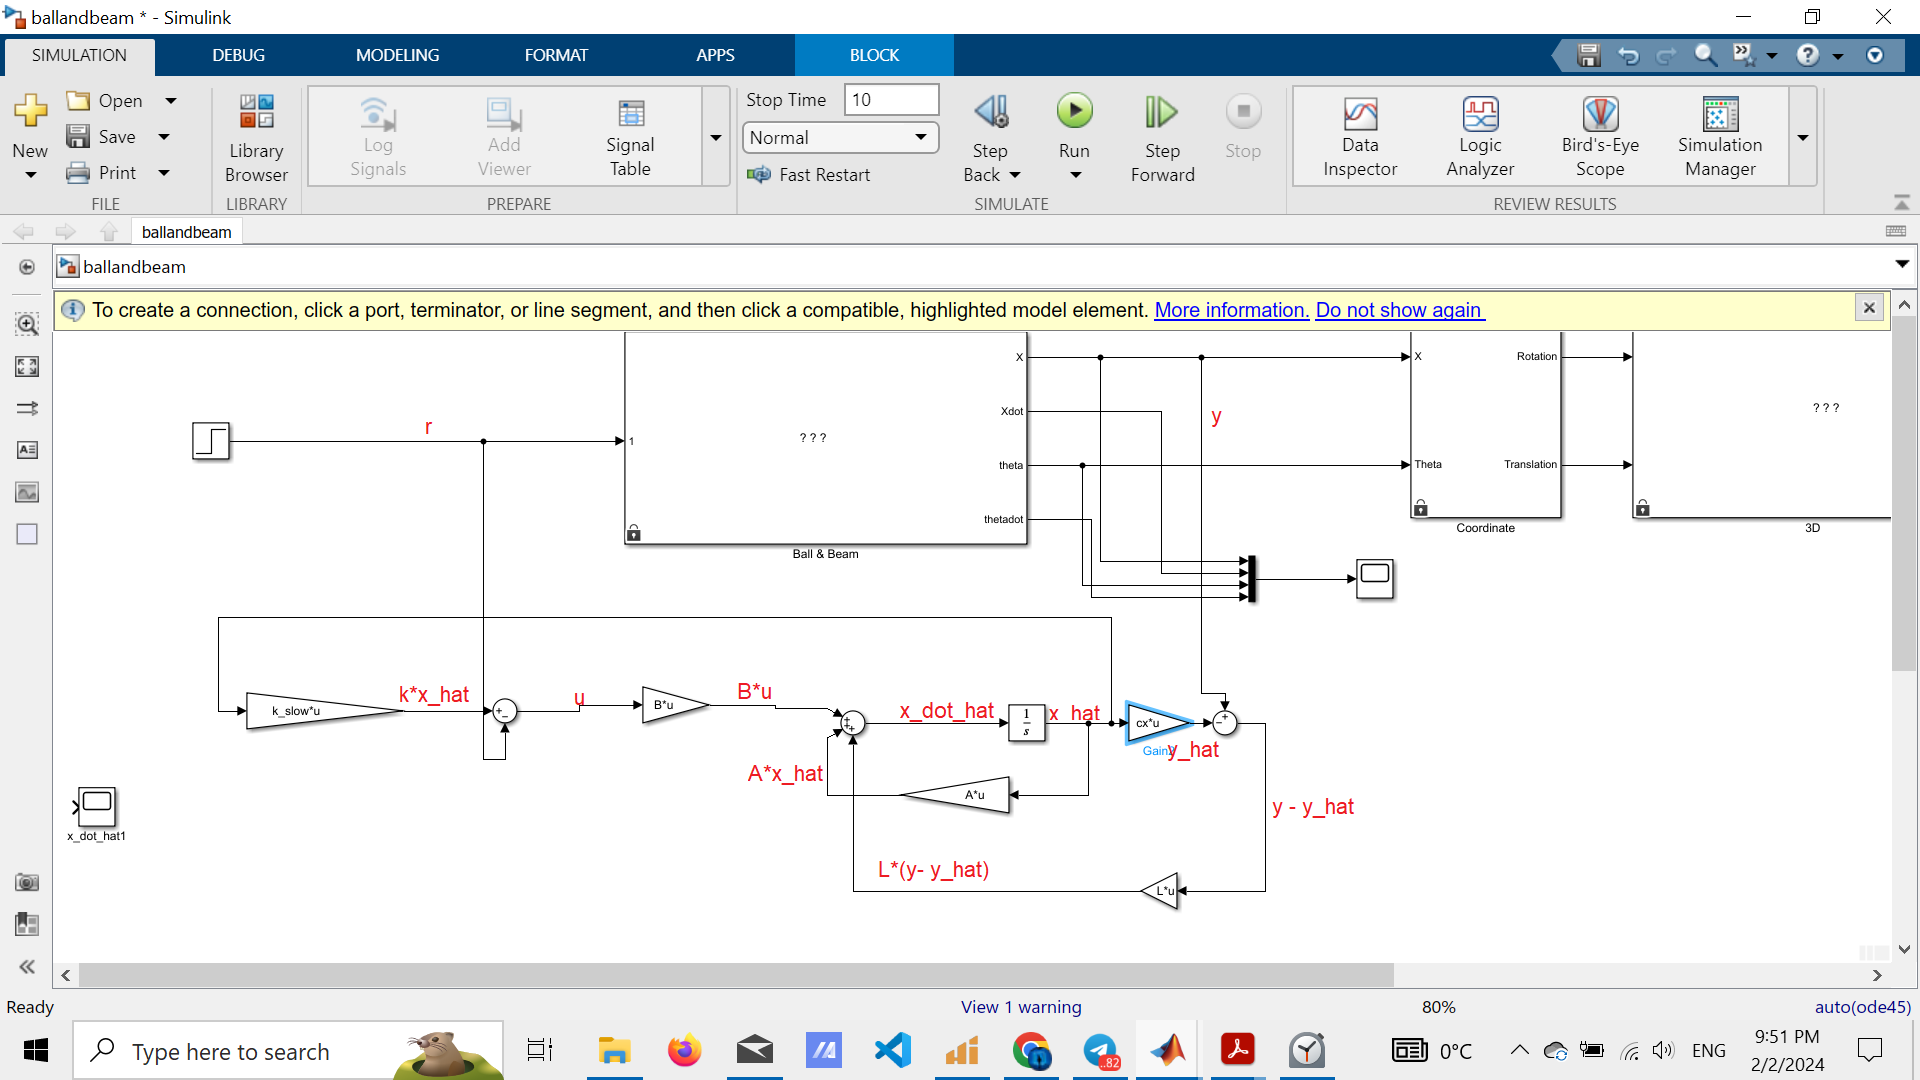 ballandbeam * - Simulink
SIMULATION DEBUG MODELING FORMAT APPS BLOCK
New
Open
Save
Print
FILE
Library Browser
LIBRARY
Log Signals
Add Viewer
Signal Table
PREPARE
Stop Time 10
Normal
Fast Restart
Step Back
Run
Step Forward
Stop
SIMULATE
Data Inspector
Logic Analyzer
Bird's-Eye Scope
Simulation Manager
REVIEW RESULTS
ballandbeam
ballandbeam
To create a connection, click a port, terminator, or line segment, and then click a compatible, highlighted model element. More information. Do not show again
X
X
Rotation
Xdot
y
? ? ?
r
1
? ? ?
theta
Theta
Translation
thetadot
Coordinate
3D
Ball & Beam
k_slow*u
k*x_hat
+
−
u
B*u
B*u
+
+
+
x_dot_hat
1
s
x_hat
cx*u
Gain2
y_hat
+
−
A*x_hat
A*u
y - y_hat
x_dot_hat1
L*(y- y_hat)
L*u
Ready
View 1 warning
80%
auto(ode45)
Type here to search
..82
0°C
ENG
9:51 PM
2/2/2024